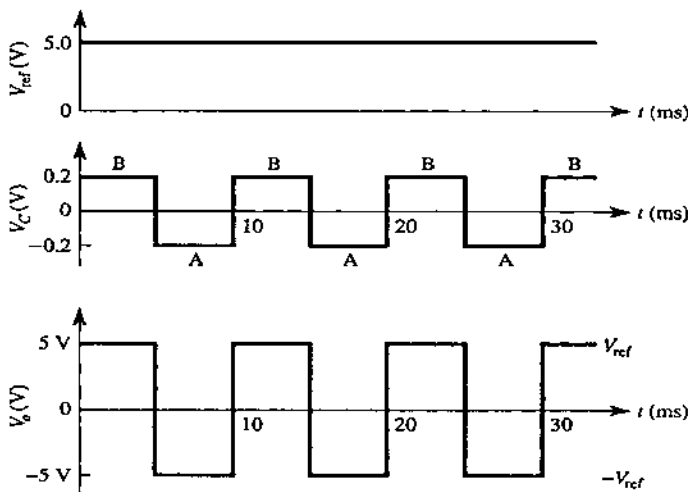 5.0
V_ref (V)
0
t (ms)
B B B B
0.2
V_C (V)
0
10 20 30
t (ms)
−0.2
A A A
5 V
V_ref
V_o (V)
0
10 20 30
t (ms)
−5 V
−V_ref